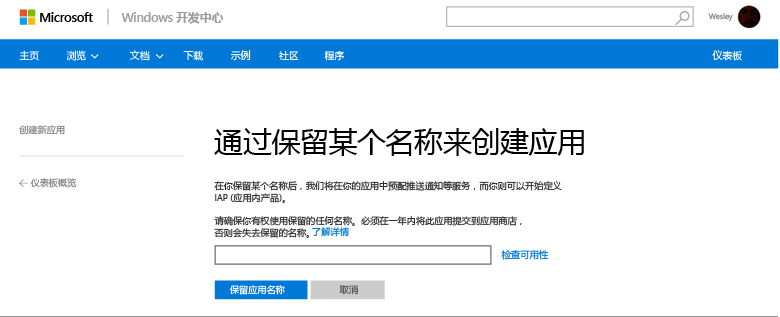 Microsoft Windows 开发中心
Wesley
主页 浏览 文档 下载 示例 社区 程序 仪表板
创建新应用
仪表板概览
通过保留某个名称来创建应用
在你保留某个名称后，我们将在你的应用中预配推送通知等服务，而你则可以开始定义
IAP (应用内产品)。
请确保你有权使用保留的任何名称。必须在一年内将此应用提交到应用商店，
否则会失去保留的名称。了解详情
检查可用性
保留应用名称 取消